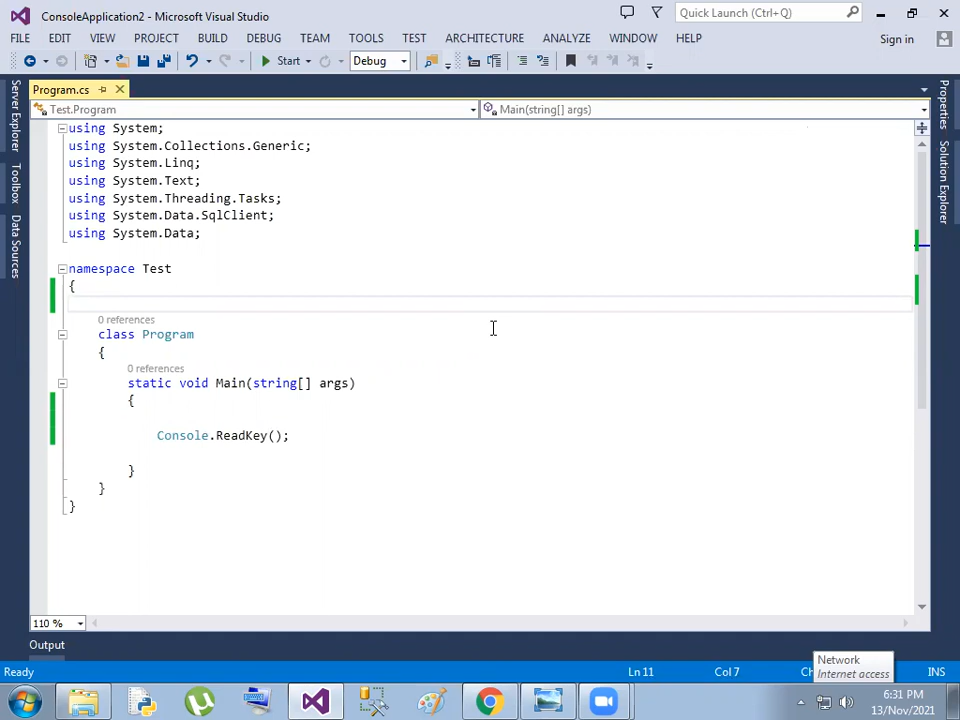 ConsoleApplication2 - Microsoft Visual Studio
Quick Launch (Ctrl+Q)
FILE EDIT VIEW PROJECT BUILD DEBUG TEAM TOOLS TEST ARCHITECTURE ANALYZE WINDOW HELP Sign in
Start Debug
Program.cs
Test.Program Main(string[] args)
Server Explorer
Toolbox
Data Sources
Properties
Solution Explorer
using System;
using System.Collections.Generic;
using System.Linq;
using System.Text;
using System.Threading.Tasks;
using System.Data.SqlClient;
using System.Data;
namespace Test
{
0 references
class Program
{
0 references
static void Main(string[] args)
{
Console.ReadKey();
}
}
}
110 %
Output
Ready Ln 11 Col 7 INS
Network
Internet access
6:31 PM
13/Nov/2021